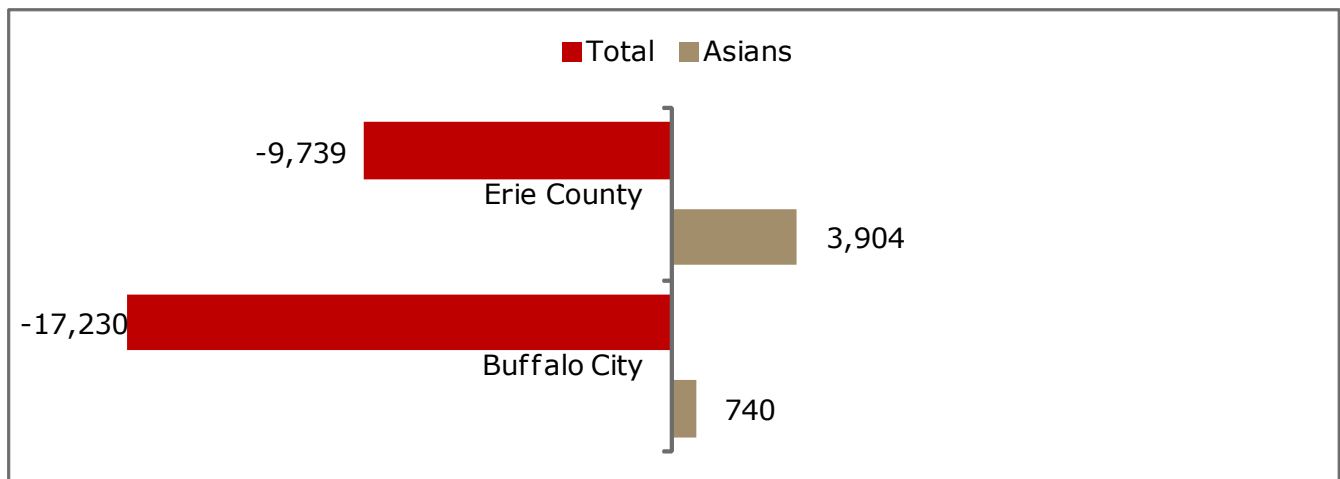 Total Asians
-9,739
Erie County
3,904
-17,230
Buffalo City
740